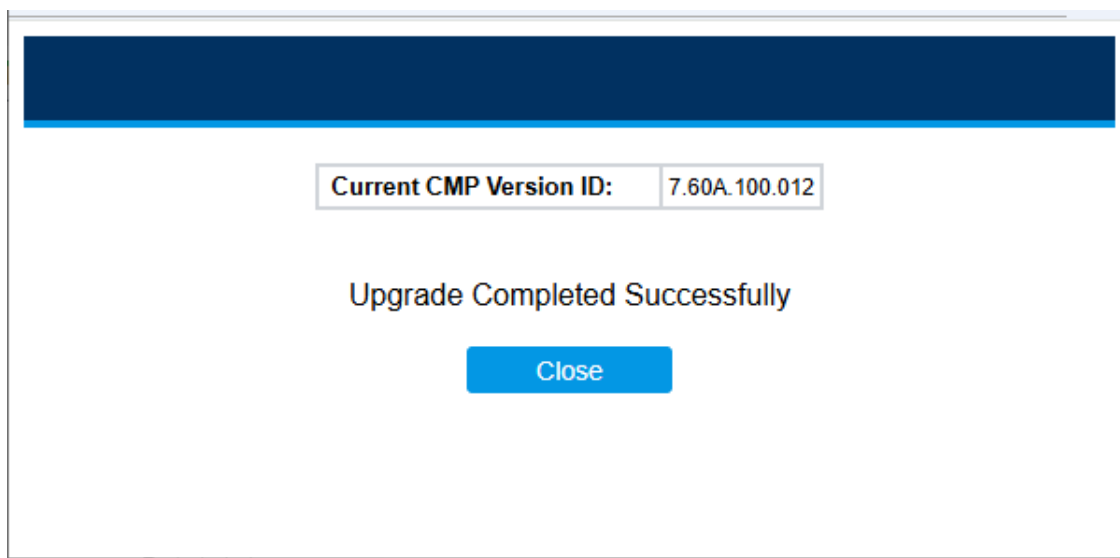 Current CMP Version ID: 7.60A.100.012
Upgrade Completed Successfully
Close